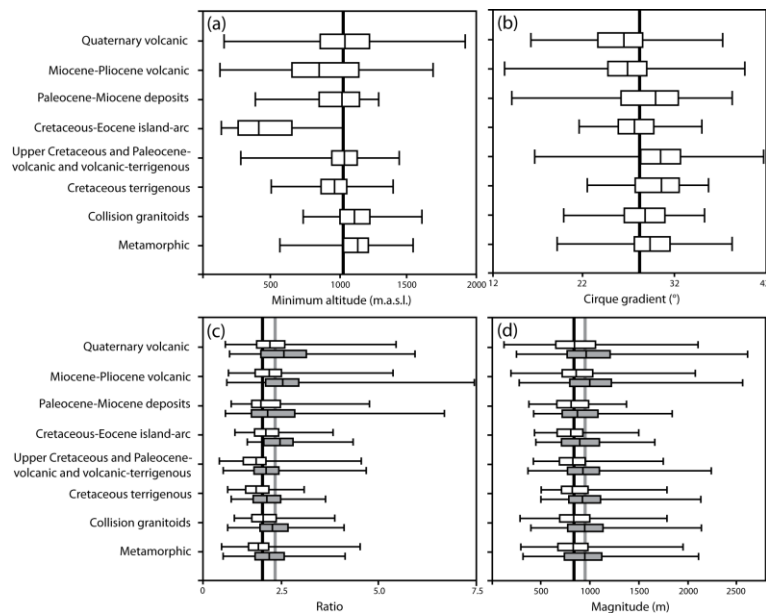 (a)
(b)
Quaternary volcanic
Miocene-Pliocene volcanic
Paleocene-Miocene deposits
Cretaceous-Eocene island-arc
Upper Cretaceous and Paleocene-
volcanic and volcanic-terrigenous
Cretaceous terrigenous
Collision granitoids
Metamorphic
500 1000 1500 2000
Minimum altitude (m.a.s.l.)
12 22 32 42
Cirque gradient (°)
(c)
(d)
Quaternary volcanic
Miocene-Pliocene volcanic
Paleocene-Miocene deposits
Cretaceous-Eocene island-arc
Upper Cretaceous and Paleocene-
volcanic and volcanic-terrigenous
Cretaceous terrigenous
Collision granitoids
Metamorphic
0 2.5 5.0 7.5
Ratio
500 1000 1500 2000 2500
Magnitude (m)